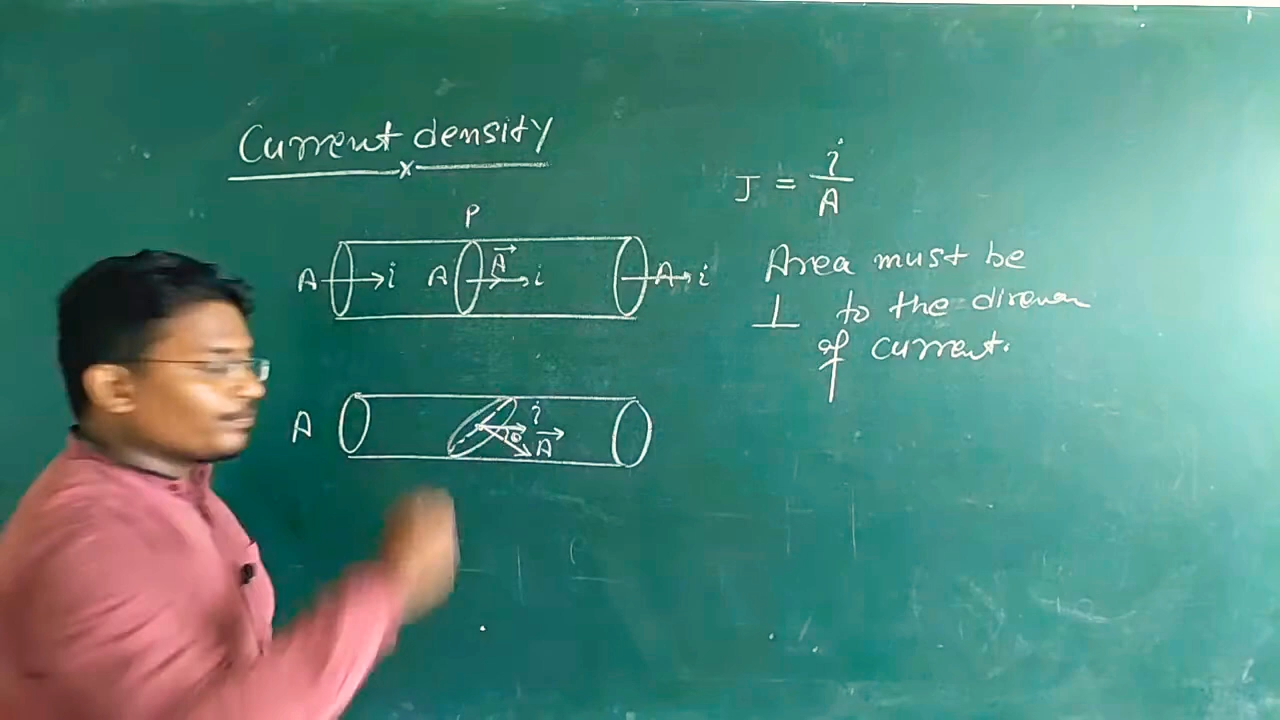 Current density
J = i/A
P
A i A A⃗ i A i
Area must be
⊥ to the
of current.
A i θ A⃗